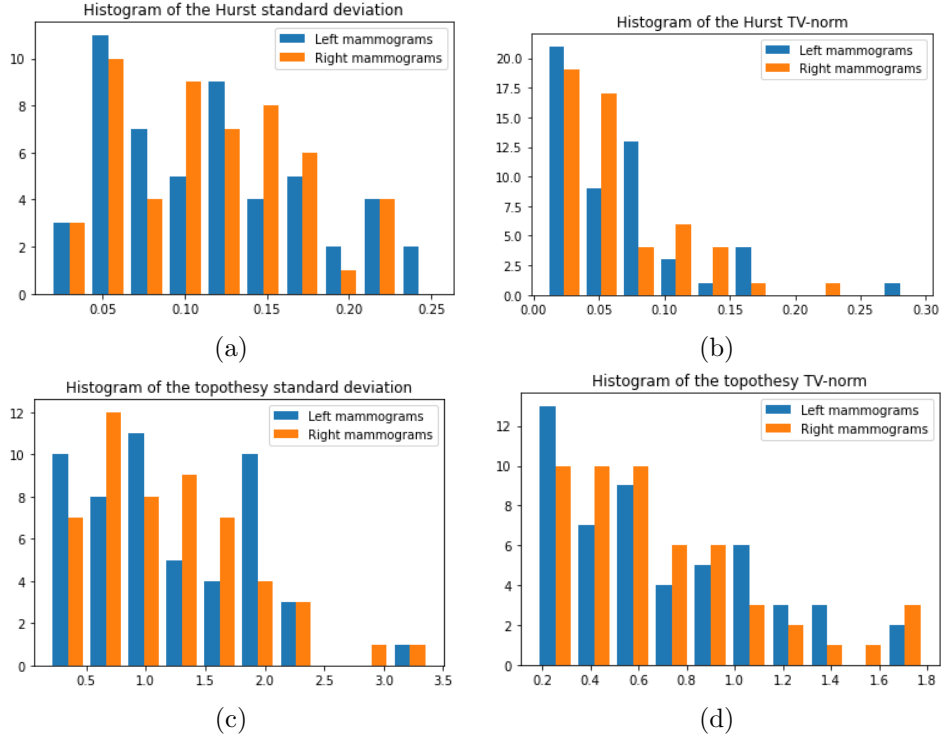 Histogram of the Hurst standard deviation
Left mammograms
Right mammograms
10
8
6
4
2
0
0.05 0.10 0.15 0.20 0.25
(a)
Histogram of the Hurst TV-norm
Left mammograms
Right mammograms
20.0
17.5
15.0
12.5
10.0
7.5
5.0
2.5
0.0
0.00 0.05 0.10 0.15 0.20 0.25 0.30
(b)
Histogram of the topothesy standard deviation
Left mammograms
Right mammograms
12
10
8
6
4
2
0
0.5 1.0 1.5 2.0 2.5 3.0 3.5
(c)
Histogram of the topothesy TV-norm
Left mammograms
Right mammograms
12
10
8
6
4
2
0
0.2 0.4 0.6 0.8 1.0 1.2 1.4 1.6 1.8
(d)